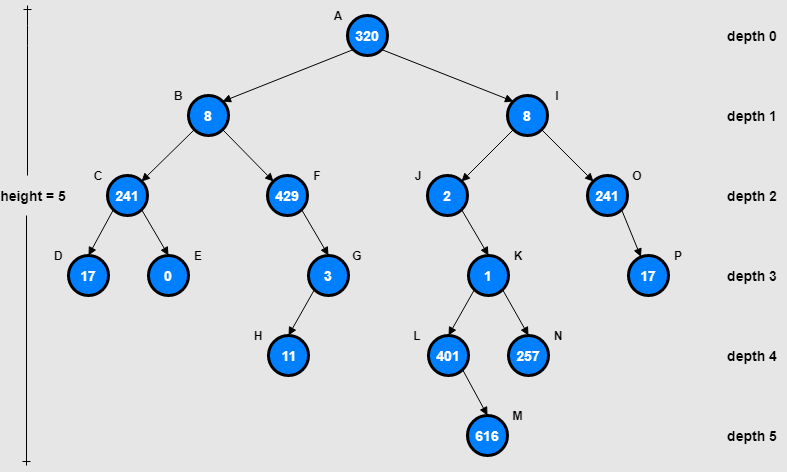 A
320
depth 0
B
8
I
8
depth 1
C
241
F
429
J
2
O
241
depth 2
height = 5
D
17
E
0
G
3
K
1
P
17
depth 3
H
11
L
401
N
257
depth 4
M
616
depth 5